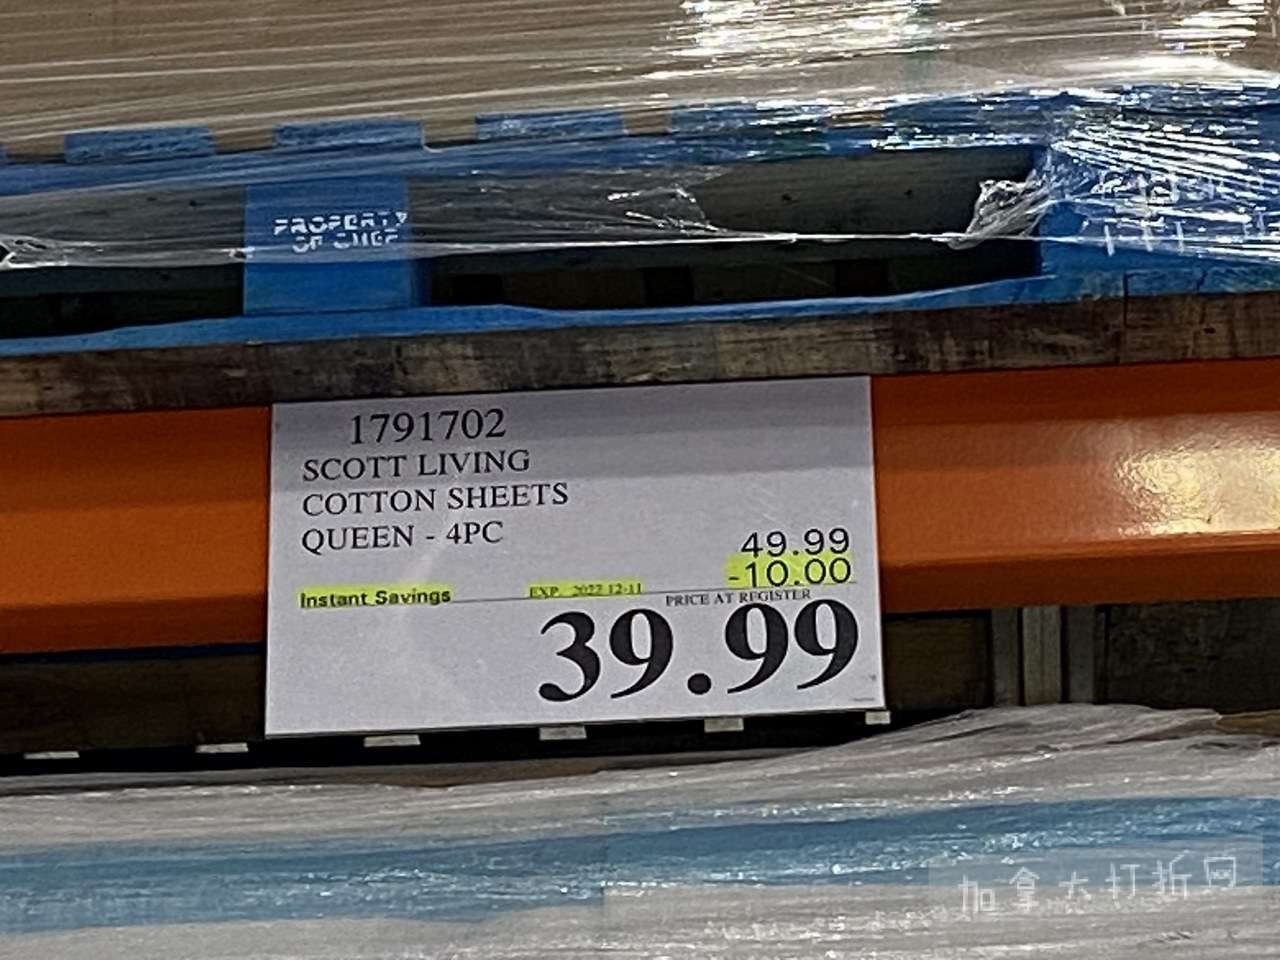 PROPERTY
OF CHEP
1791702
SCOTT LIVING
COTTON SHEETS
QUEEN - 4PC
49.99
-10.00
Instant Savings EXP. 2022-12-11 PRICE AT REGISTER
39.99
加拿大打折网